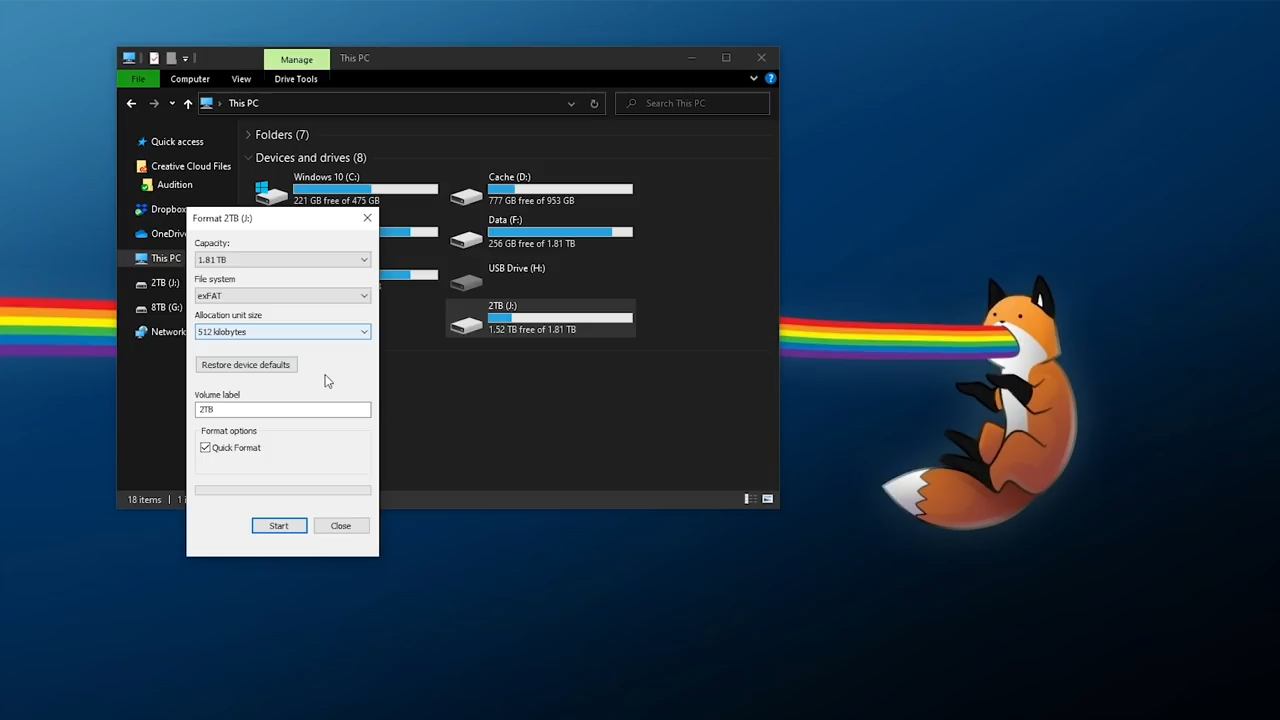 Manage
This PC
File
Computer
View
Drive Tools
This PC
Search This PC
Quick access
Creative Cloud Files
Audition
Dropbox
OneDrive
This PC
2TB (J:)
8TB (G:)
Network
Folders (7)
Devices and drives (8)
Windows 10 (C:)
221 GB free of 475 GB
Cache (D:)
777 GB free of 953 GB
Data (F:)
256 GB free of 1.81 TB
USB Drive (H:)
2TB (J:)
1.52 TB free of 1.81 TB
18 items
Format 2TB (J:)
Capacity:
1.81 TB
File system
exFAT
Allocation unit size
512 kilobytes
Restore device defaults
Volume label
2TB
Format options
Quick Format
Start
Close